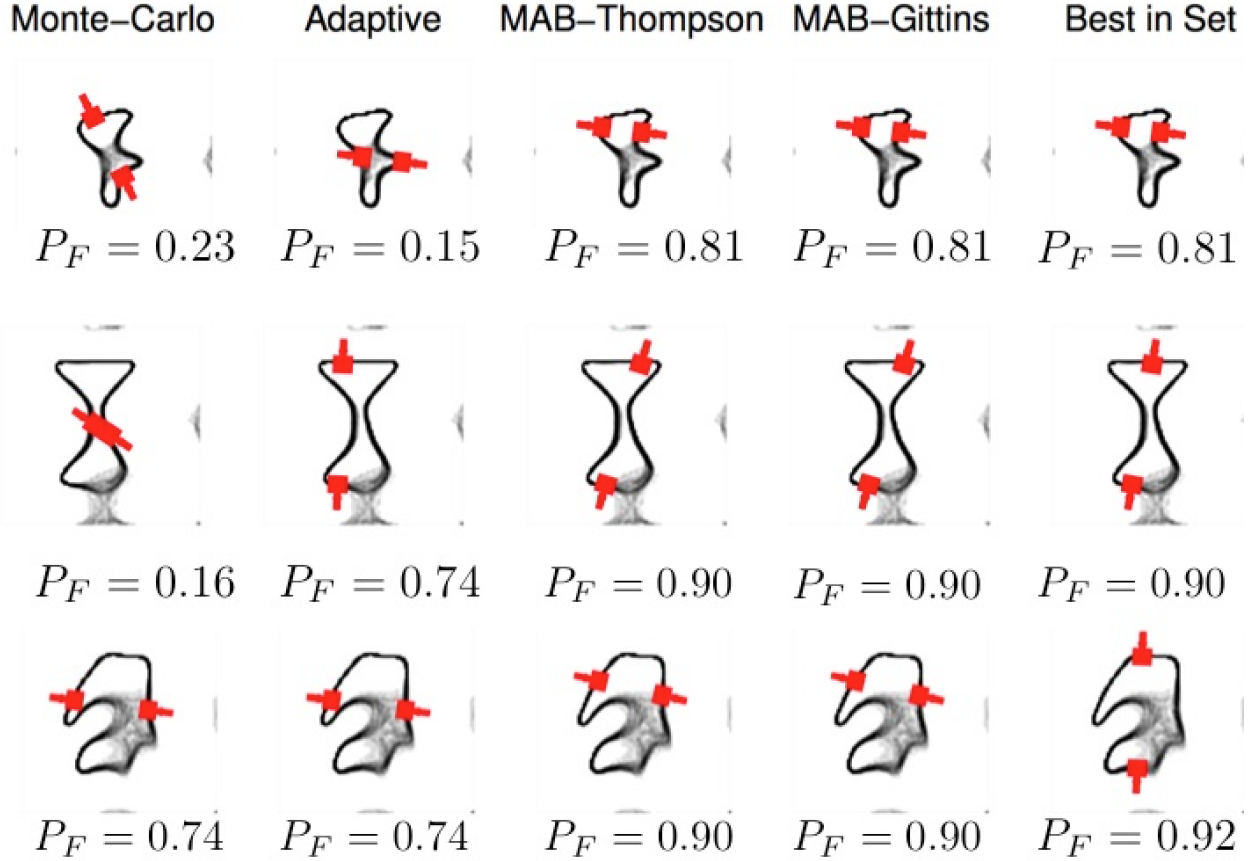 Monte-Carlo Adaptive MAB-Thompson MAB-Gittins Best in Set
P_F = 0.23 P_F = 0.15 P_F = 0.81 P_F = 0.81 P_F = 0.81
P_F = 0.16 P_F = 0.74 P_F = 0.90 P_F = 0.90 P_F = 0.90
P_F = 0.74 P_F = 0.74 P_F = 0.90 P_F = 0.90 P_F = 0.92